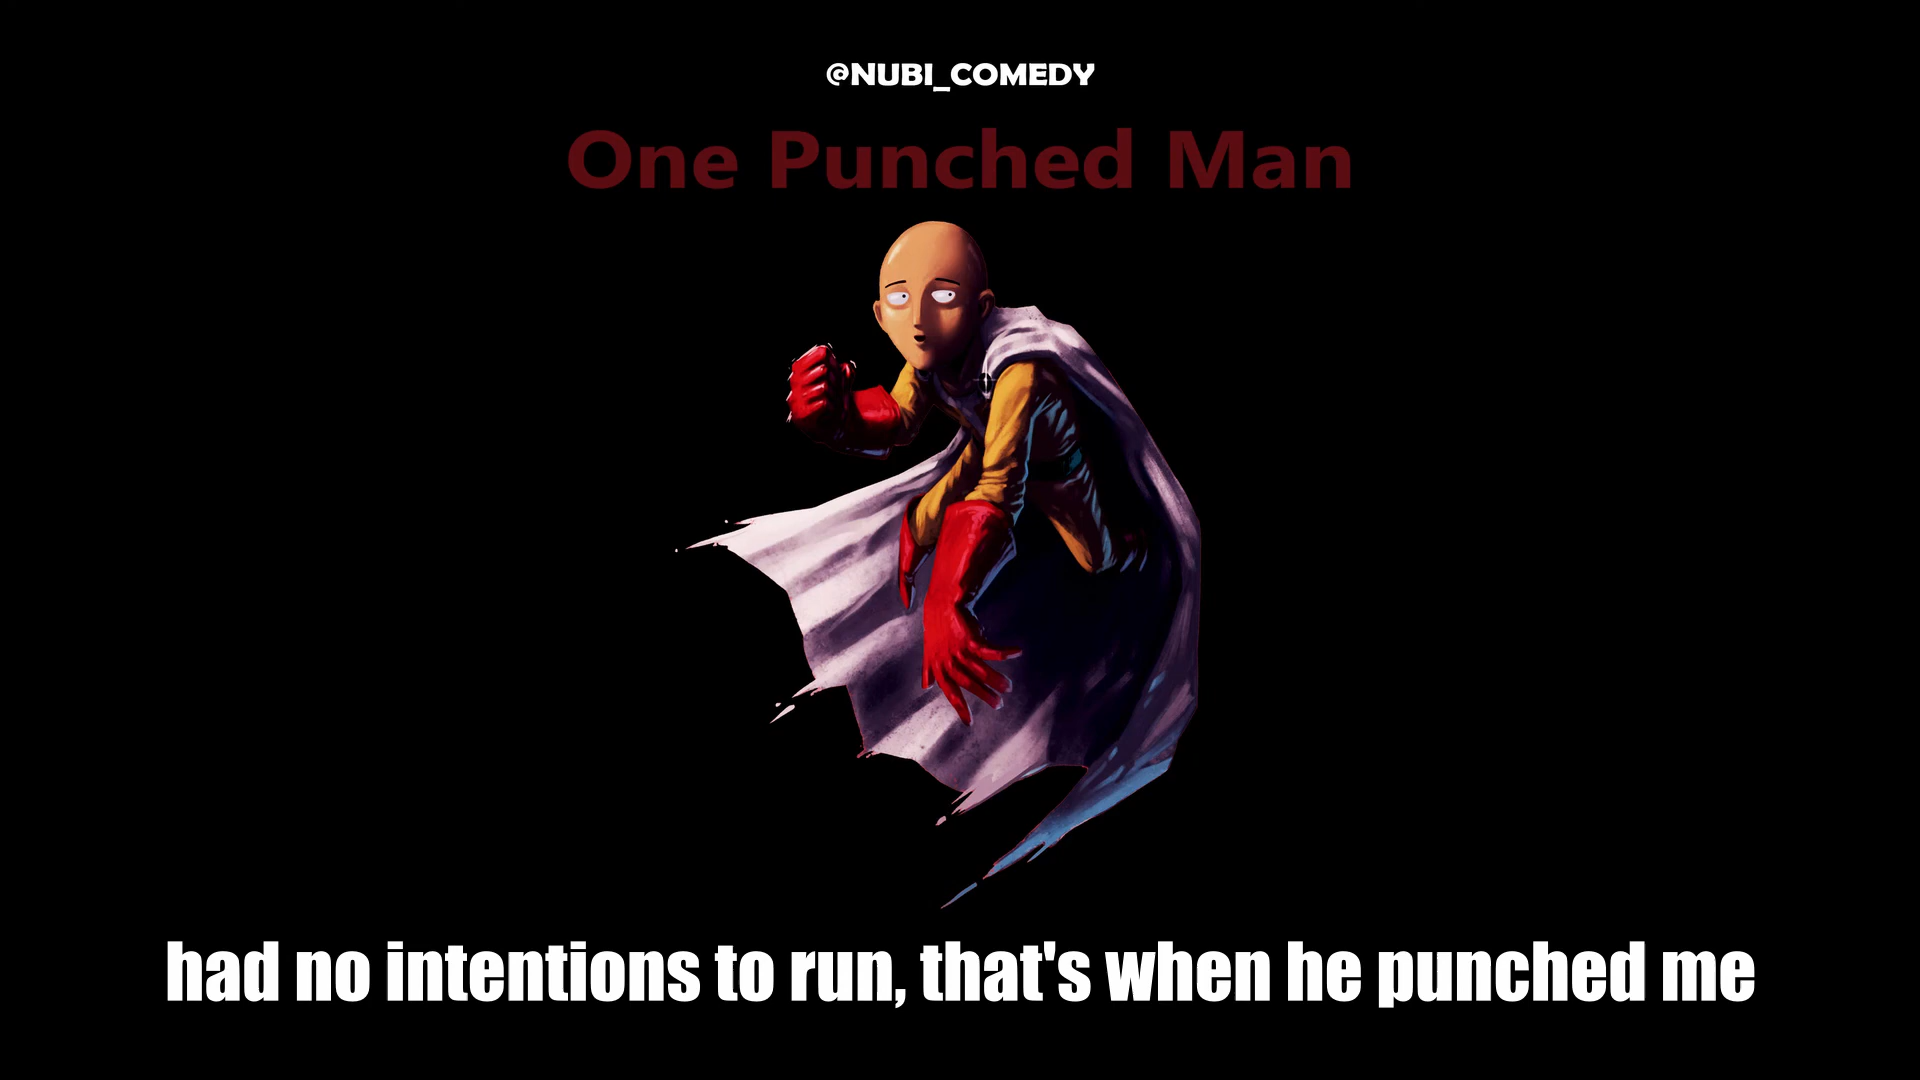 @NUBI_COMEDY
One Punched Man
had no intentions to run, that's when he punched me